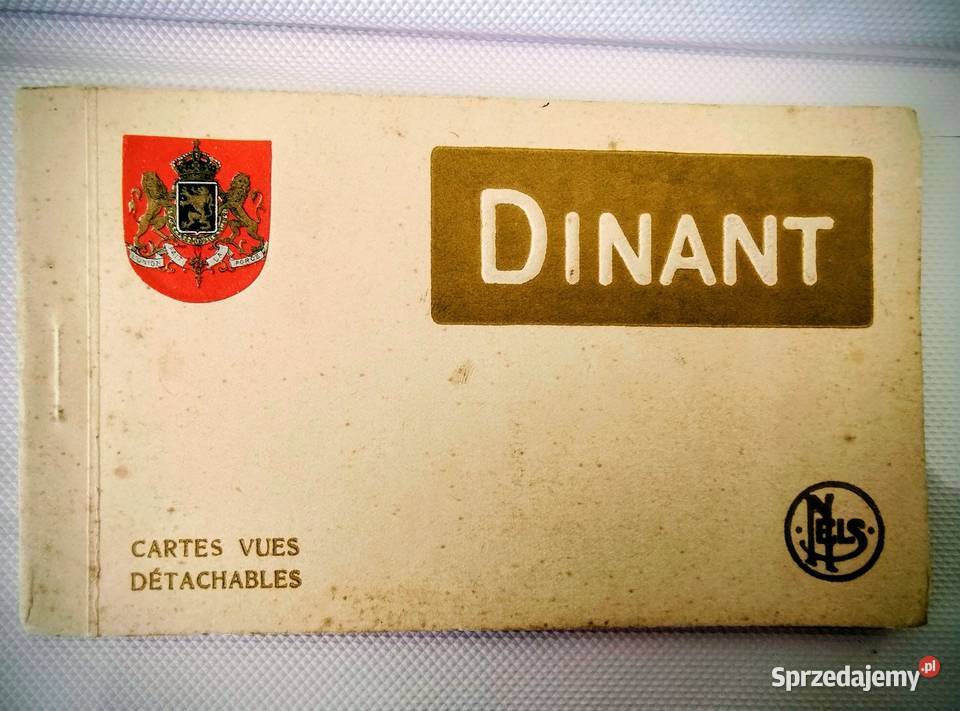 DINANT
L'UNION FAIT LA FORCE
CARTES VUES
DÉTACHABLES
NELS
Sprzedajemy.pl